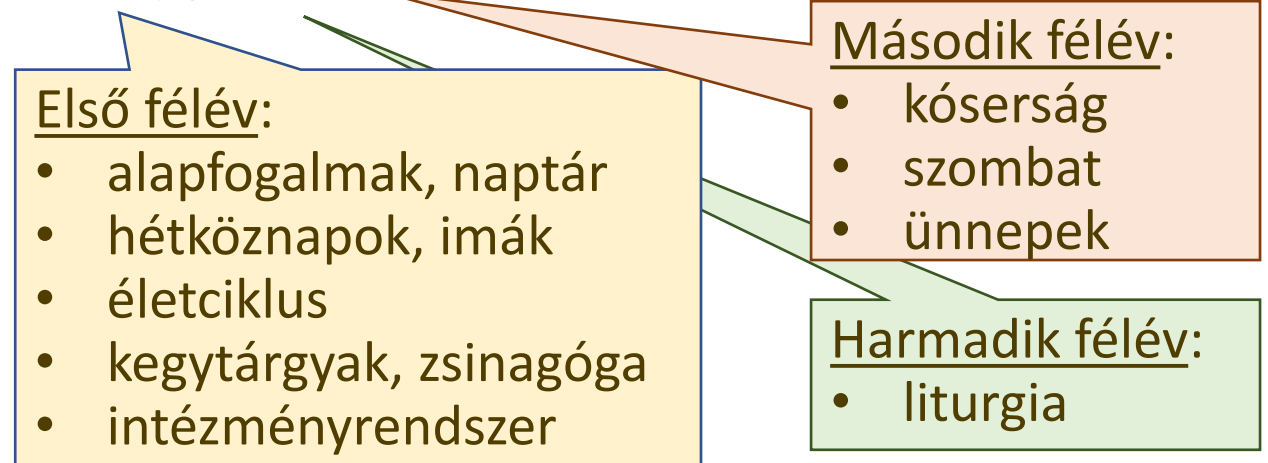 Első félév:
• alapfogalmak, naptár
• hétköznapok, imák
• életciklus
• kegytárgyak, zsinagóga
• intézményrendszer
Második félév:
• kóserság
• szombat
• ünnepek
Harmadik félév:
• liturgia